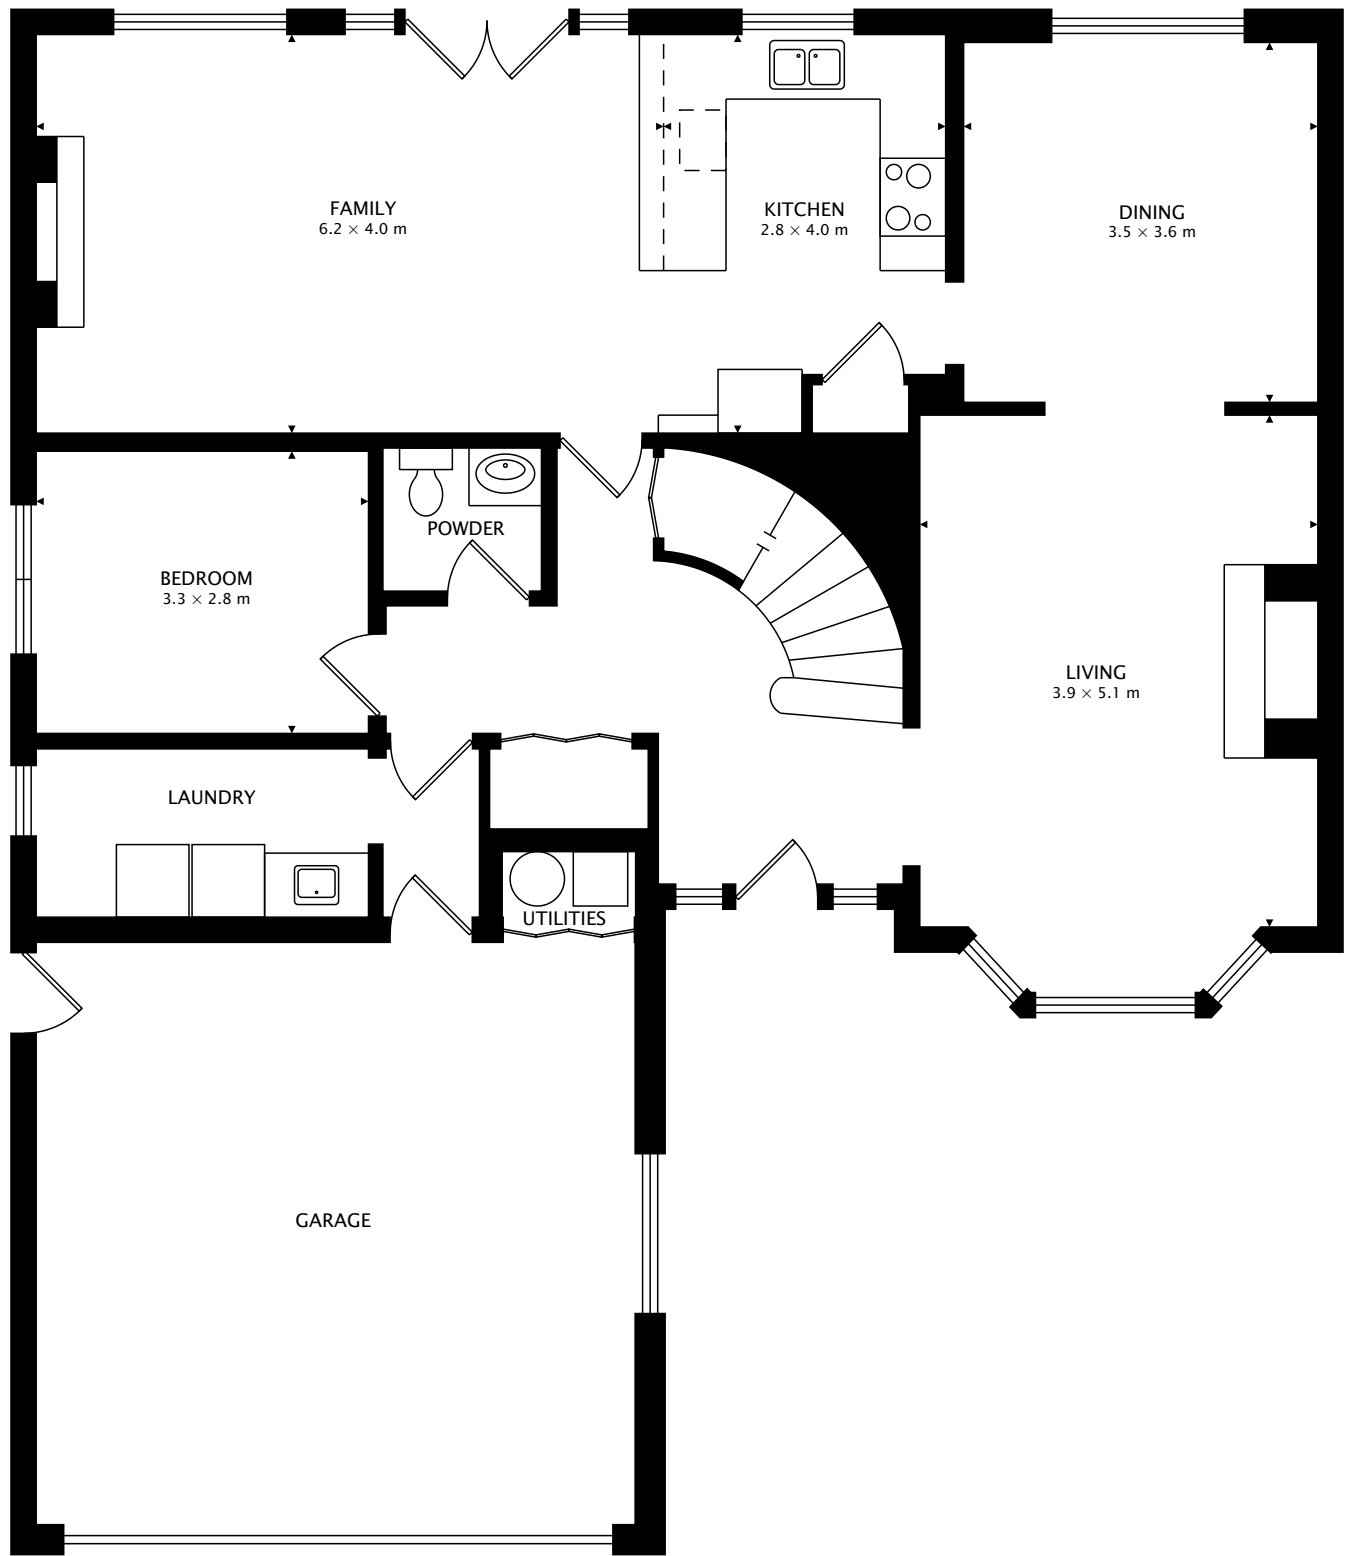 FAMILY
6.2 × 4.0 m
KITCHEN
2.8 × 4.0 m
DINING
3.5 × 3.6 m
POWDER
BEDROOM
3.3 × 2.8 m
LIVING
3.9 × 5.1 m
LAUNDRY
UTILITIES
GARAGE